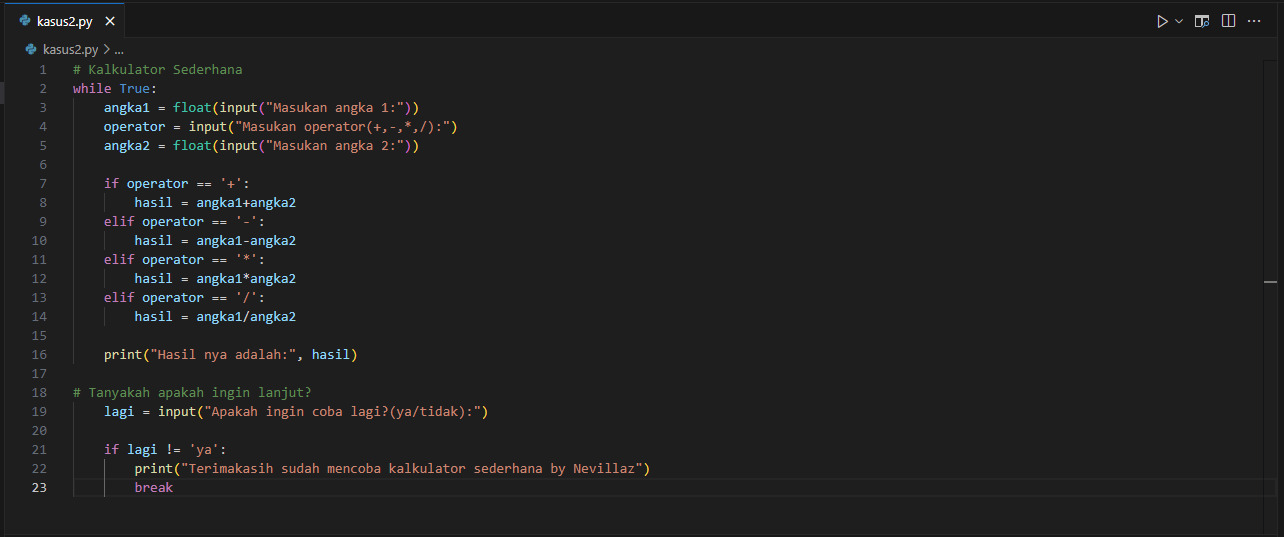 kasus2.py
kasus2.py > ...
1 # Kalkulator Sederhana
2 while True:
3     angka1 = float(input("Masukan angka 1:"))
4     operator = input("Masukan operator(+,-,*,/):")
5     angka2 = float(input("Masukan angka 2:"))
6
7     if operator == '+':
8         hasil = angka1+angka2
9     elif operator == '-':
10         hasil = angka1-angka2
11     elif operator == '*':
12         hasil = angka1*angka2
13     elif operator == '/':
14         hasil = angka1/angka2
15
16     print("Hasil nya adalah:", hasil)
17
18 # Tanyakah apakah ingin lanjut?
19     lagi = input("Apakah ingin coba lagi?(ya/tidak):")
20
21     if lagi != 'ya':
22         print("Terimakasih sudah mencoba kalkulator sederhana by Nevillaz")
23         break